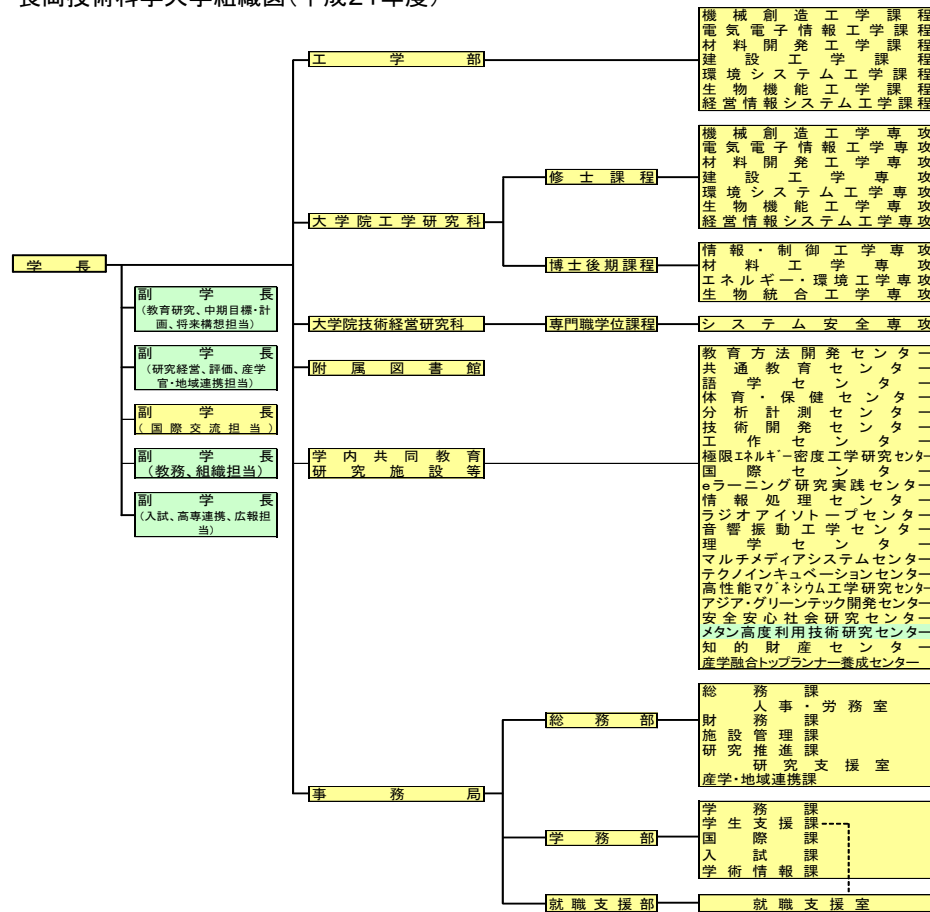 長岡技術科学大学組織図(平成21年度)
学長
副学長
(教育研究、中期目標・計
画、将来構想担当)
副学長
(研究経営、評価、産学
官・地域連携担当)
副学長
(国際交流担当)
副学長
(教務、組織担当)
副学長
(入試、高専連携、広報担
当)
工学部
機械創造工学課程
電気電子情報工学課程
材料開発工学課程
建設工学課程
環境システム工学課程
生物機能工学課程
経営情報システム工学課程
大学院工学研究科
修士課程
機械創造工学専攻
電気電子情報工学専攻
材料開発工学専攻
建設工学専攻
環境システム工学専攻
生物機能工学専攻
経営情報システム工学専攻
博士後期課程
情報・制御工学専攻
材料工学専攻
エネルギー・環境工学専攻
生物統合工学専攻
大学院技術経営研究科
専門職学位課程
システム安全専攻
附属図書館
学内共同教育
研究施設等
教育方法開発センター
共通教育センター
語学センター
体育・保健センター
分析計測センター
技術開発センター
工作センター
極限エネルギー密度工学研究センター
国際センター
eラーニング研究実践センター
情報処理センター
ラジオアイソトープセンター
音響振動工学センター
理学センター
マルチメディアシステムセンター
テクノインキュベーションセンター
高性能マグネシウム工学研究センター
アジア・グリーンテック開発センター
安全安心社会研究センター
メタン高度利用技術研究センター
知的財産センター
産学融合トップランナー養成センター
事務局
総務部
総務課
人事・労務室
財務課
施設管理課
研究推進課
研究支援室
産学・地域連携課
学務部
学務課
学生支援課
国際課
入試課
学術情報課
就職支援部
就職支援室